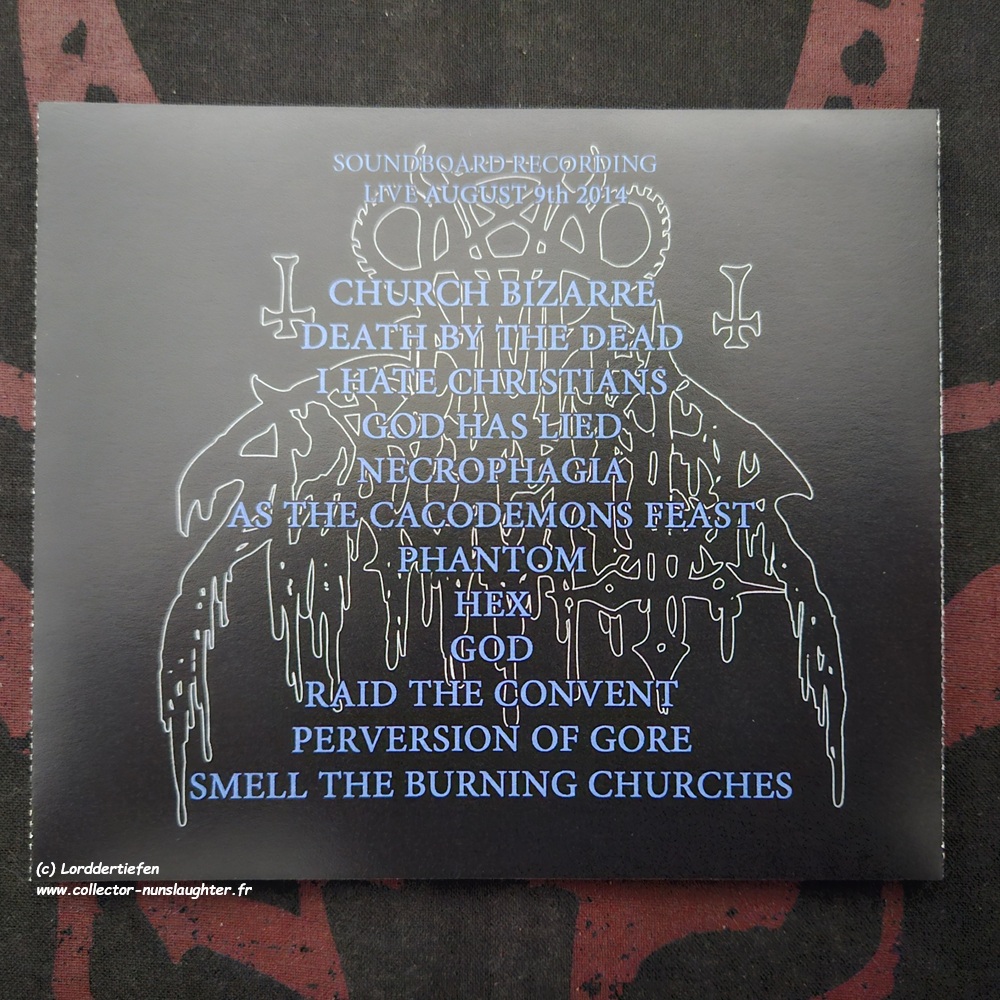 SOUNDBOARD RECORDING
LIVE AUGUST 9th 2014
CHURCH BIZARRE
DEATH BY THE DEAD
I HATE CHRISTIANS
GOD HAS LIED
NECROPHAGIA
AS THE CACODEMONS FEAST
PHANTOM
HEX
GOD
RAID THE CONVENT
PERVERSION OF GORE
SMELL THE BURNING CHURCHES
(c) Lorddertiefen
www.collector-nunslaughter.fr